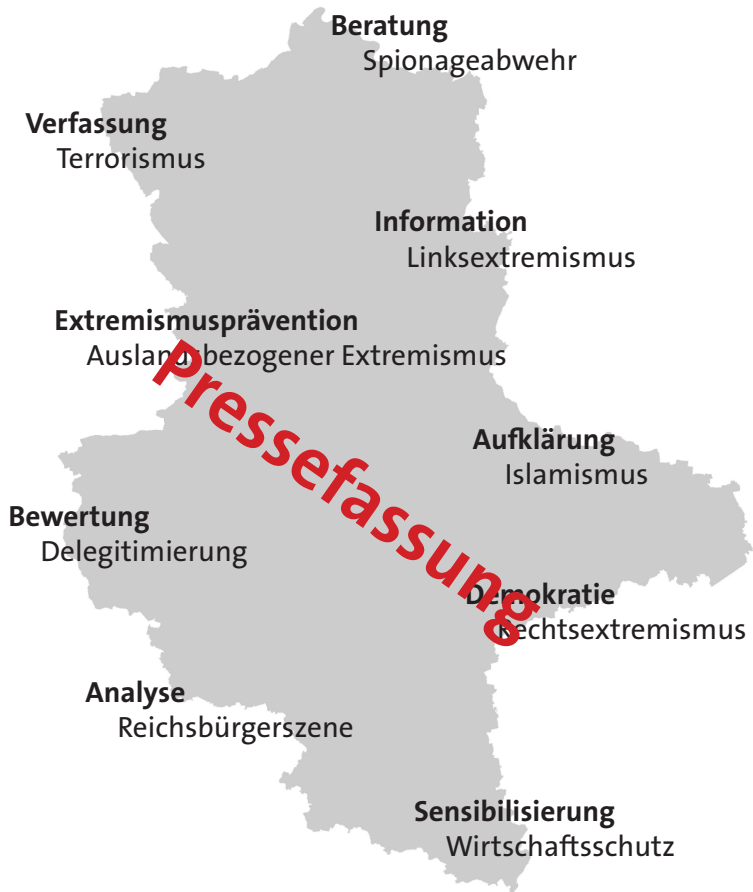 Beratung
Spionageabwehr
Verfassung
Terrorismus
Information
Linksextremismus
Extremismusprävention
Auslandsbezogener Extremismus
Pressefassung
Aufklärung
Islamismus
Bewertung
Delegitimierung
Demokratie
Rechtsextremismus
Analyse
Reichsbürgerszene
Sensibilisierung
Wirtschaftsschutz